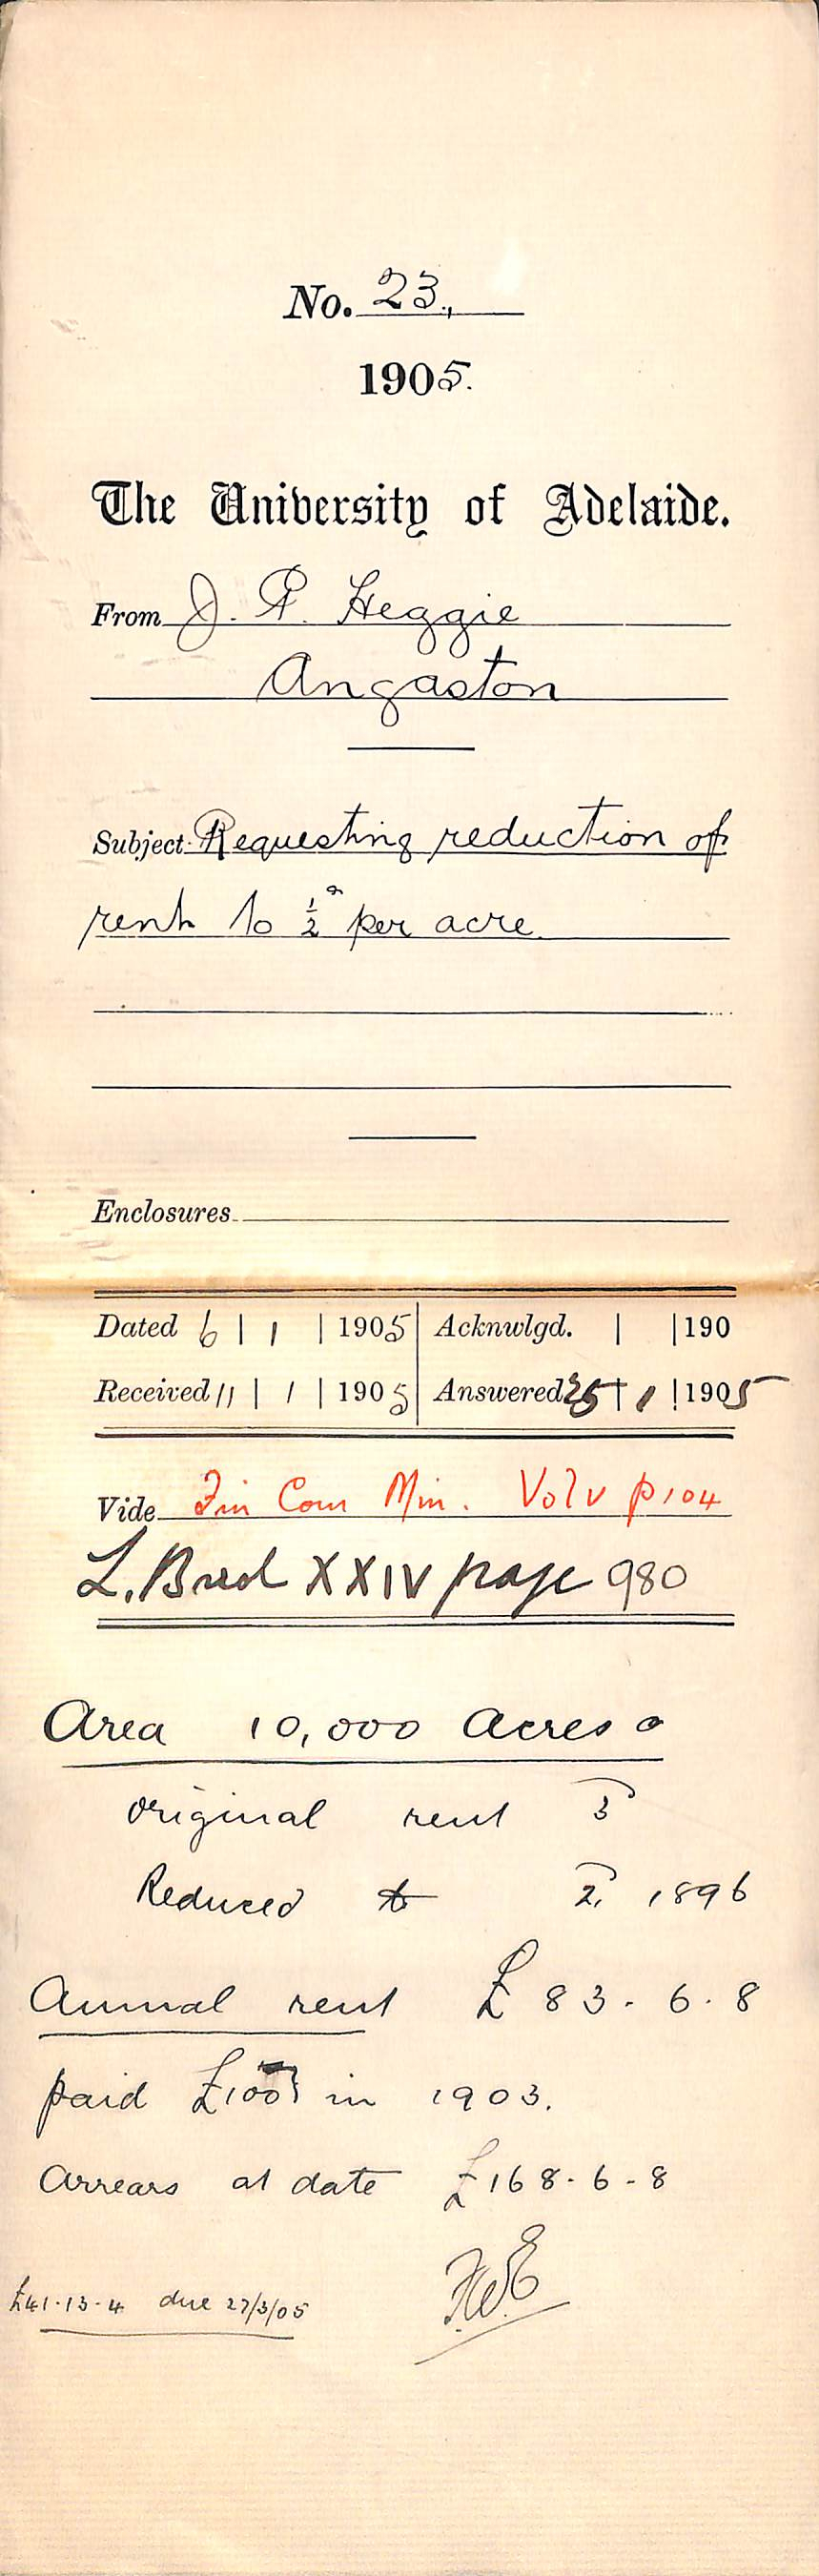 No. 23.
1905.
The University of Adelaide.
From J. P. Heggie
Angaston
Subject Requesting reduction of
rent to ½ᵈ per acre
Enclosures
Dated 6 | 1 | 1905 Acknwlgd. | | 190
Received 11 | 1 | 1905 Answered 25 | 1 | 1905
Vide Fin Com Min. Vol V p 104
L. Book XXIV page 980
Area 10,000 acres
original rent 3
Reduced to 2 1896
Annual rent £83.6.8
paid £100 in 1903.
Arrears at date £168-6-8
£41.13.4 due 27/3/05